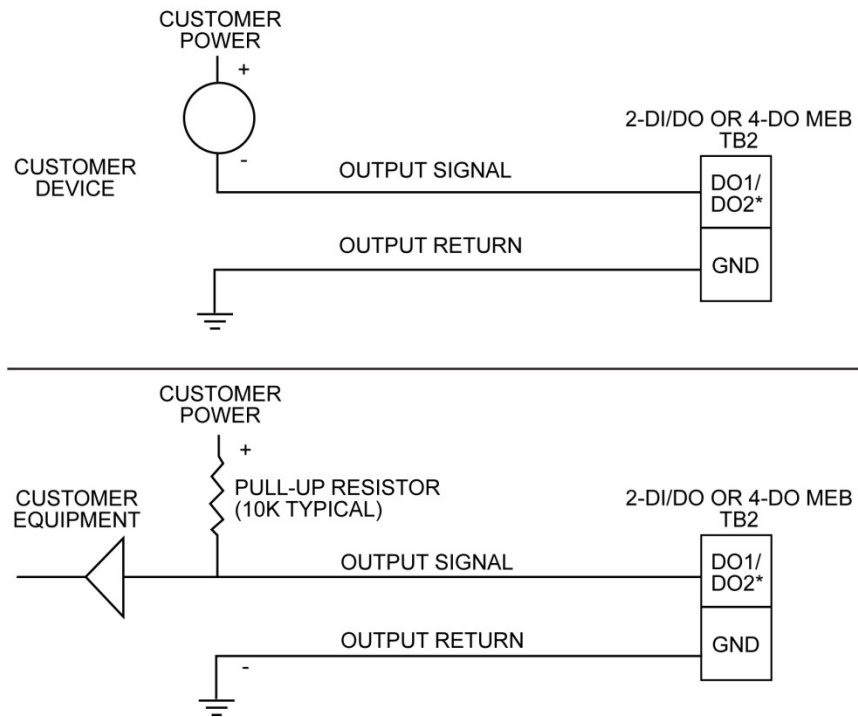 CUSTOMER
POWER
+
-
CUSTOMER
DEVICE
OUTPUT SIGNAL
OUTPUT RETURN
2-DI/DO OR 4-DO MEB
TB2
DO1/
DO2*
GND
CUSTOMER
POWER
+
PULL-UP RESISTOR
(10K TYPICAL)
CUSTOMER
EQUIPMENT
OUTPUT SIGNAL
OUTPUT RETURN
-
2-DI/DO OR 4-DO MEB
TB2
DO1/
DO2*
GND